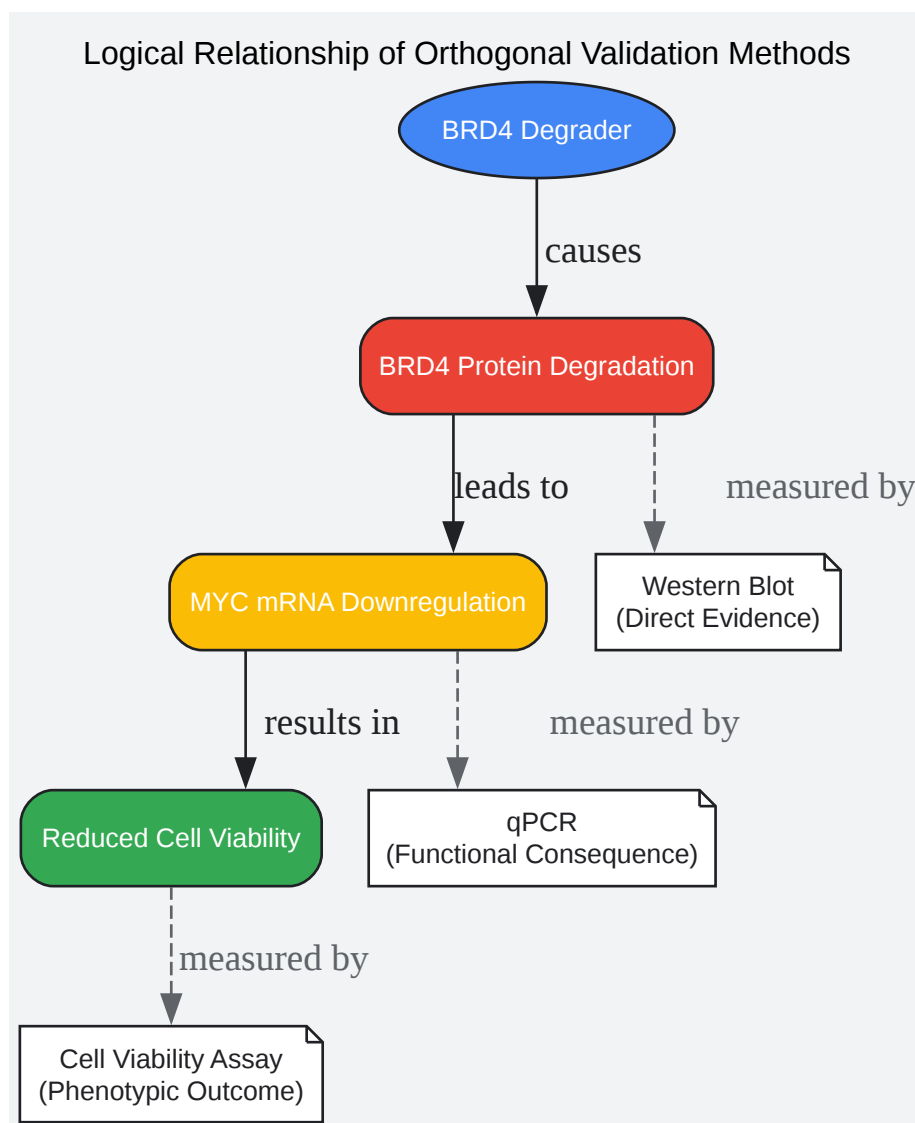 Logical Relationship of Orthogonal Validation Methods
BRD4 Degrader
causes
BRD4 Protein Degradation
leads to
measured by
MYC mRNA Downregulation
Western Blot
(Direct Evidence)
results in
measured by
Reduced Cell Viability
qPCR
(Functional Consequence)
measured by
Cell Viability Assay
(Phenotypic Outcome)